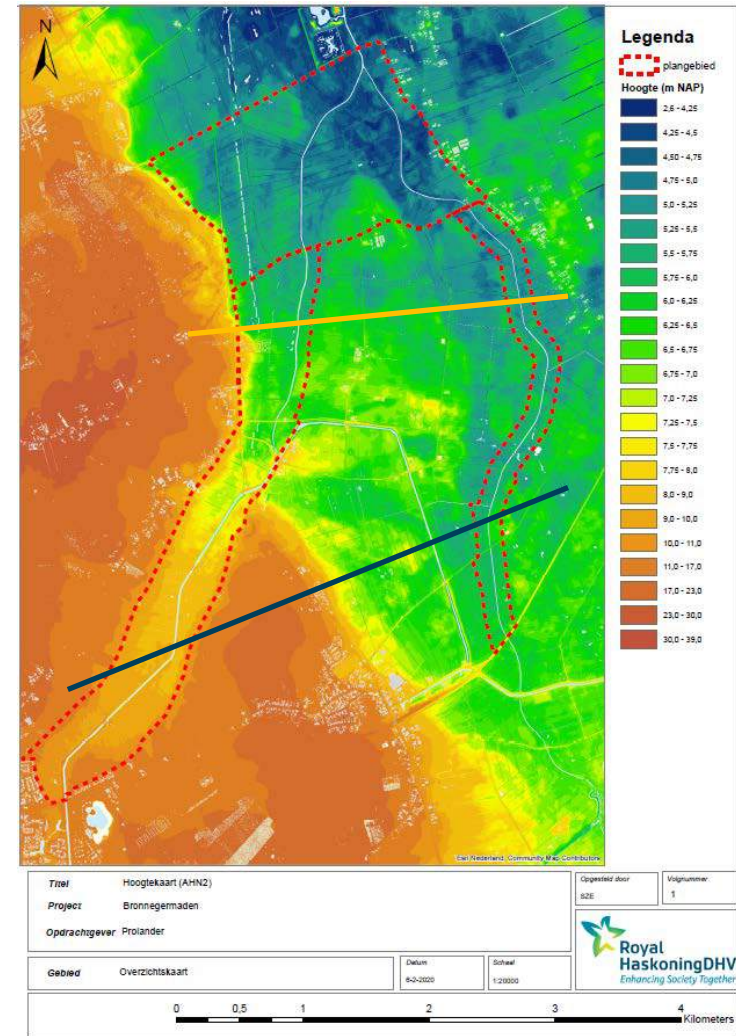 N
Legenda
plangebied
Hoogte (m NAP)
2,5 - 4,25
4,25 - 4,5
4,50 - 4,75
4,75 - 5,0
5,0 - 5,25
5,25 - 5,5
5,5 - 5,75
5,75 - 6,0
6,0 - 6,25
6,25 - 6,5
6,5 - 6,75
6,75 - 7,0
7,0 - 7,25
7,25 - 7,5
7,5 - 7,75
7,75 - 8,0
8,0 - 9,0
9,0 - 10,0
10,0 - 11,0
11,0 - 17,0
17,0 - 23,0
23,0 - 30,0
30,0 - 39,0
Esri Nederland, Community Map Contributors
Titel Hoogtekaart (AHN2)
Project Bronnegermaden
Opdrachtgever Prolander
Gebied Overzichtskaart
Datum
6-2-2020
Schaal
1:20000
Opgesteld door
SZE
Volgnummer
1
Royal
HaskoningDHV
Enhancing Society Together
0 0,5 1 2 3 4
Kilometers